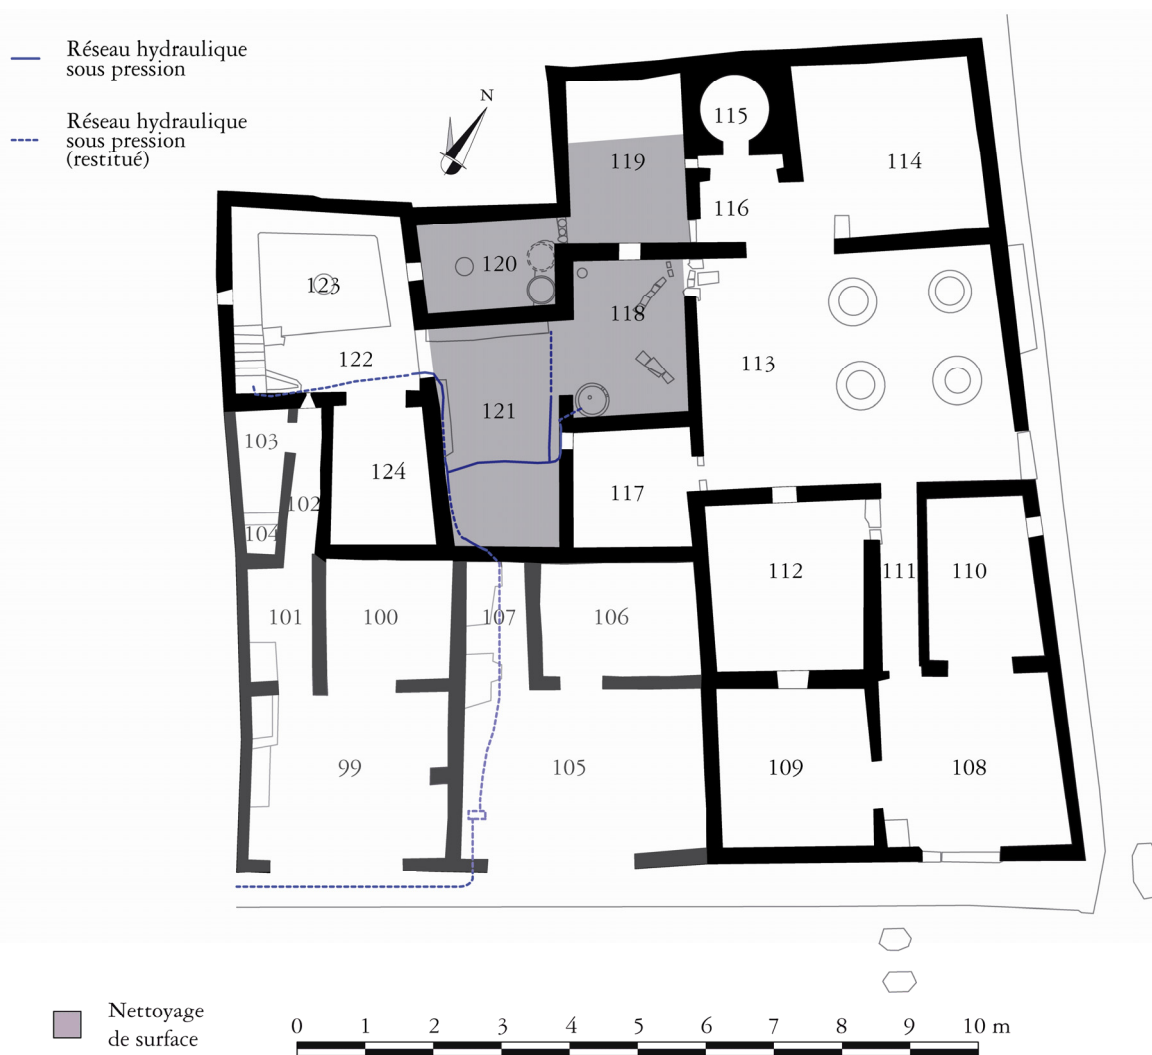 Réseau hydraulique
sous pression
Réseau hydraulique
sous pression
(restitué)
N
115
119
114
116
120
123
118
122
113
121
103
124
117
102
104
112
111
110
101
100
107
106
99
105
109
108
Nettoyage
de surface
0 1 2 3 4 5 6 7 8 9 10 m